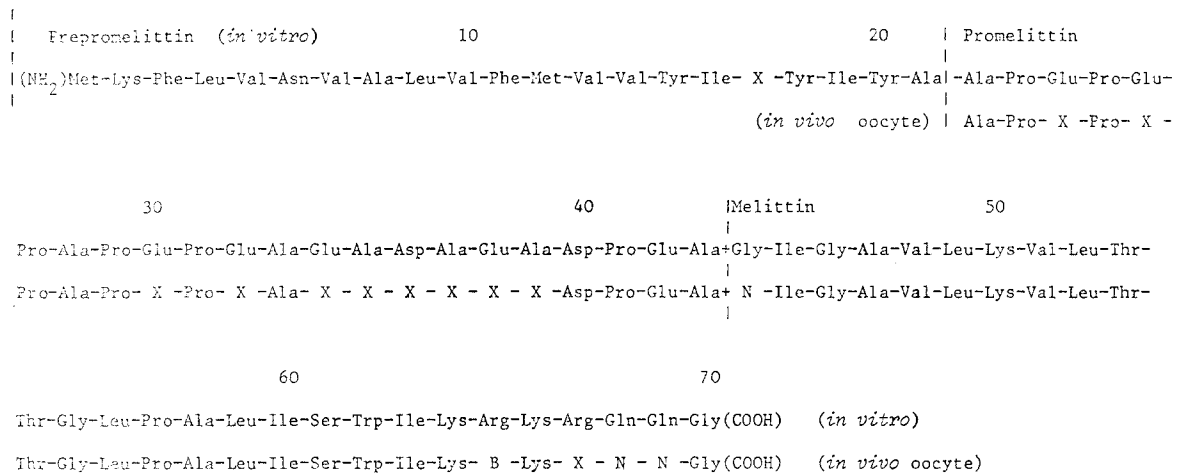 Prepromelittin (in vitro) 10 20 Promelittin
(NH2)Met-Lys-Phe-Leu-Val-Asn-Val-Ala-Leu-Val-Phe-Met-Val-Val-Tyr-Ile- X -Tyr-Ile-Tyr-Ala-Ala-Pro-Glu-Pro-Glu-
(in vivo oocyte) Ala-Pro- X -Pro- X -
30 40 Melittin 50
Pro-Ala-Pro-Glu-Pro-Glu-Ala-Glu-Ala-Asp-Ala-Glu-Ala-Asp-Pro-Glu-Ala+Gly-Ile-Gly-Ala-Val-Leu-Lys-Val-Leu-Thr-
Pro-Ala-Pro- X -Pro- X -Ala- X - X - X - X - X - X -Asp-Pro-Glu-Ala+ N -Ile-Gly-Ala-Val-Leu-Lys-Val-Leu-Thr-
60 70
Thr-Gly-Leu-Pro-Ala-Leu-Ile-Ser-Trp-Ile-Lys-Arg-Lys-Arg-Gln-Gln-Gly(COOH) (in vitro)
Thr-Gly-Leu-Pro-Ala-Leu-Ile-Ser-Trp-Ile-Lys- B -Lys- X - N - N -Gly(COOH) (in vivo oocyte)